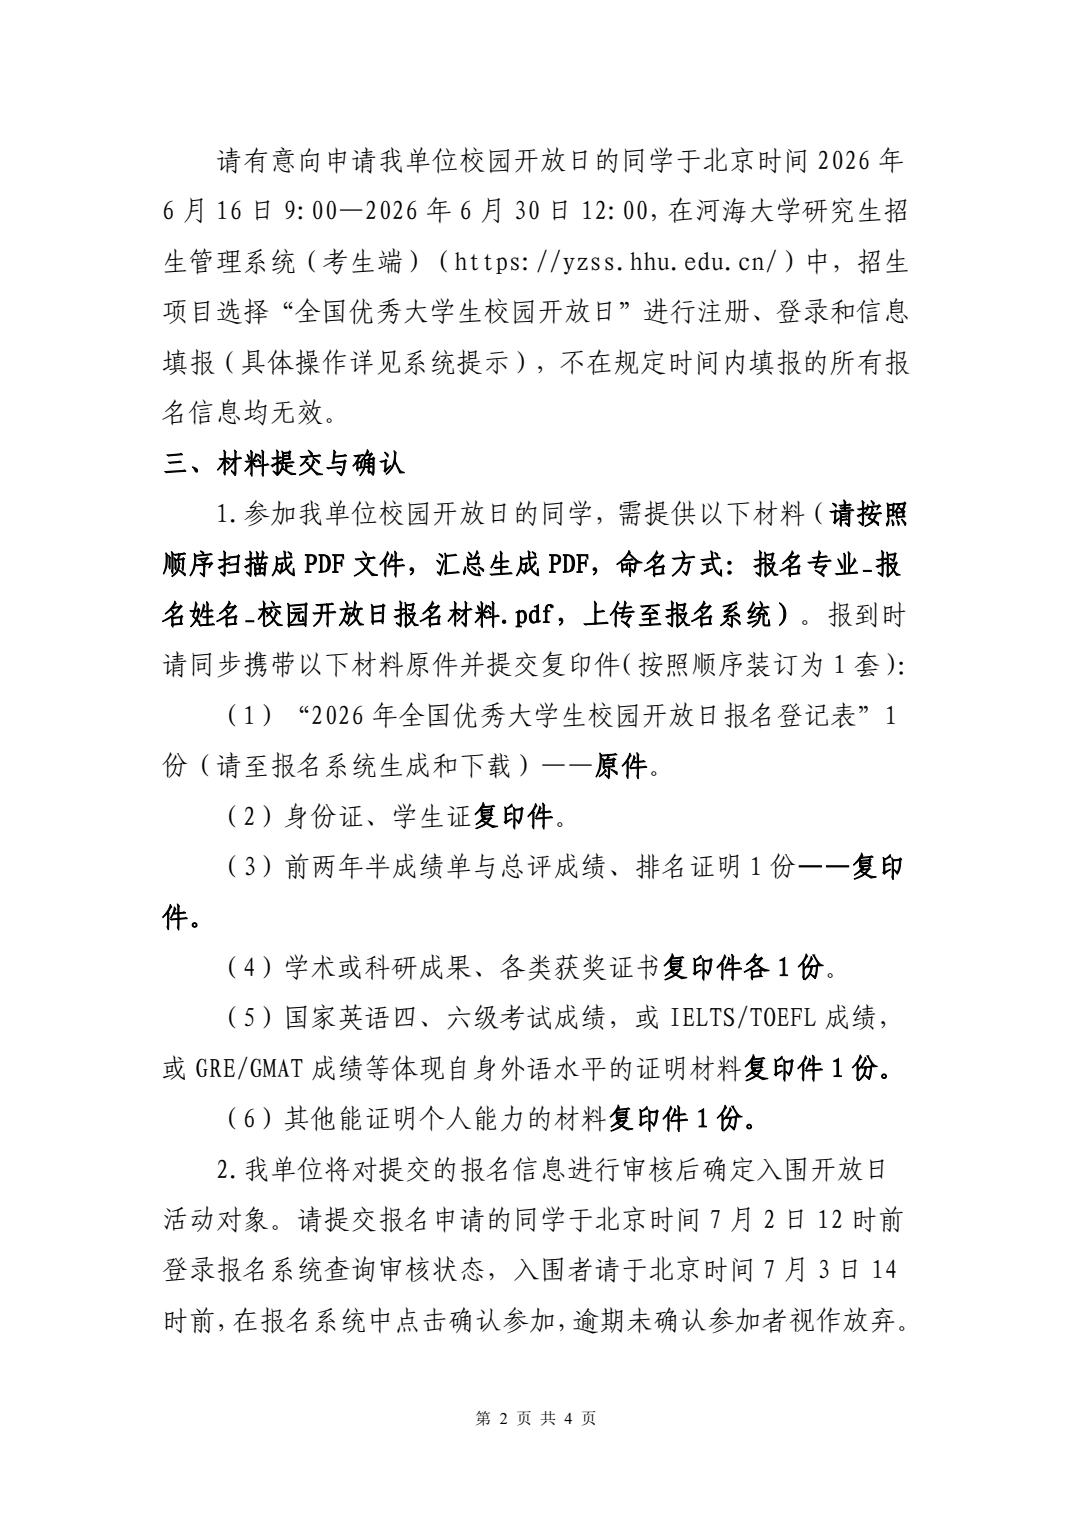 请有意向申请我单位校园开放日的同学于北京时间 2026 年
6 月 16 日 9:00—2026 年 6 月 30 日 12:00，在河海大学研究生招
生管理系统（考生端）（https://yzss.hhu.edu.cn/）中，招生
项目选择“全国优秀大学生校园开放日”进行注册、登录和信息
填报（具体操作详见系统提示），不在规定时间内填报的所有报
名信息均无效。
三、材料提交与确认
1.参加我单位校园开放日的同学，需提供以下材料（请按照
顺序扫描成 PDF 文件，汇总生成 PDF，命名方式：报名专业_报
名姓名_校园开放日报名材料.pdf，上传至报名系统）。报到时
请同步携带以下材料原件并提交复印件（按照顺序装订为 1 套）：
（1）“2026 年全国优秀大学生校园开放日报名登记表”1
份（请至报名系统生成和下载）——原件。
（2）身份证、学生证复印件。
（3）前两年半成绩单与总评成绩、排名证明 1 份——复印
件。
（4）学术或科研成果、各类获奖证书复印件各 1 份。
（5）国家英语四、六级考试成绩，或 IELTS/TOEFL 成绩，
或 GRE/GMAT 成绩等体现自身外语水平的证明材料复印件 1 份。
（6）其他能证明个人能力的材料复印件 1 份。
2.我单位将对提交的报名信息进行审核后确定入围开放日
活动对象。请提交报名申请的同学于北京时间 7 月 2 日 12 时前
登录报名系统查询审核状态，入围者请于北京时间 7 月 3 日 14
时前，在报名系统中点击确认参加，逾期未确认参加者视作放弃。
第 2 页 共 4 页